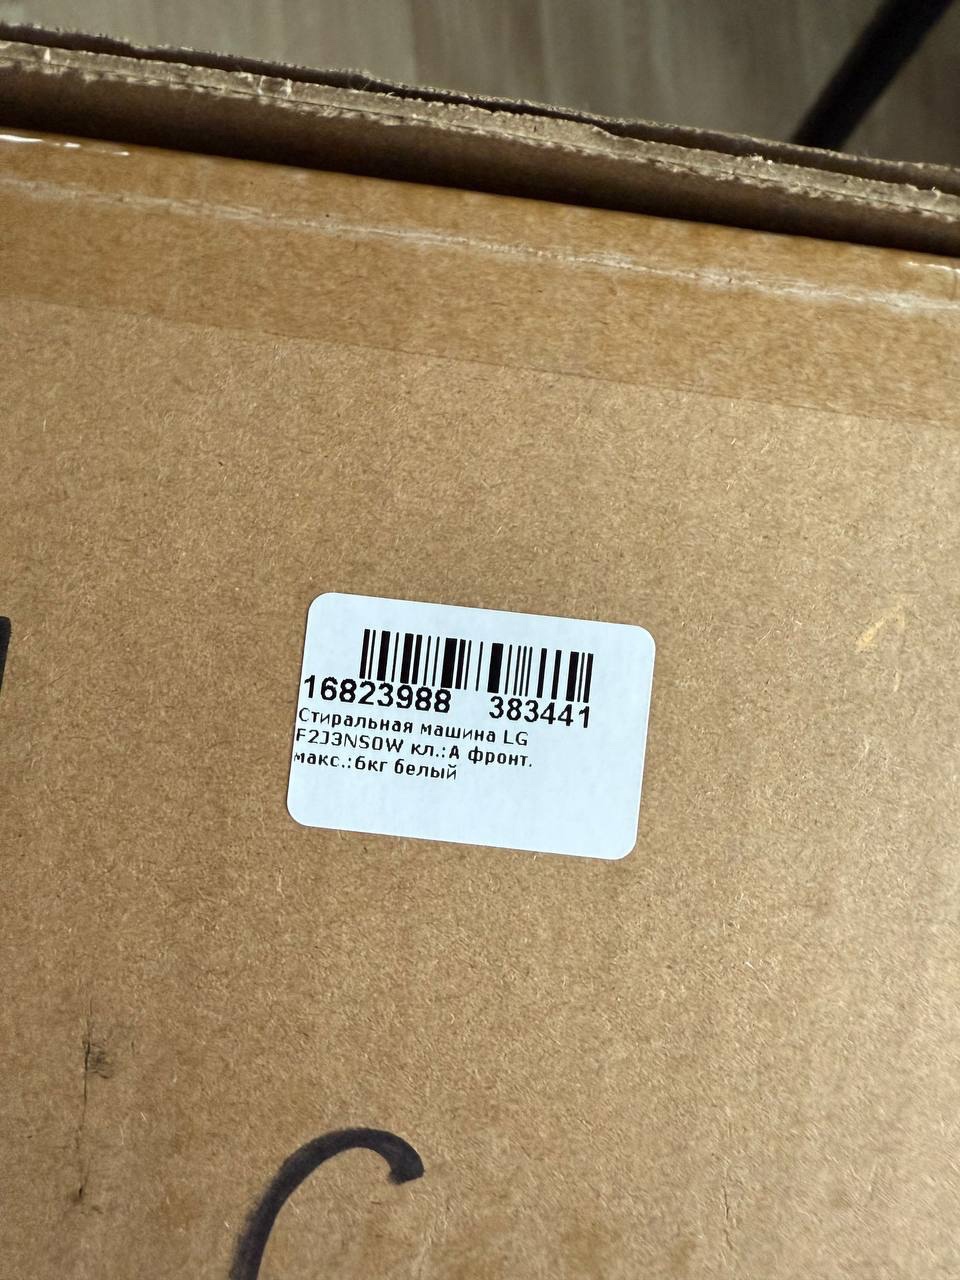 16823988 383441
Стиральная машина LG
F2J3NS0W кл.:A фронт.
макс.:6кг белый